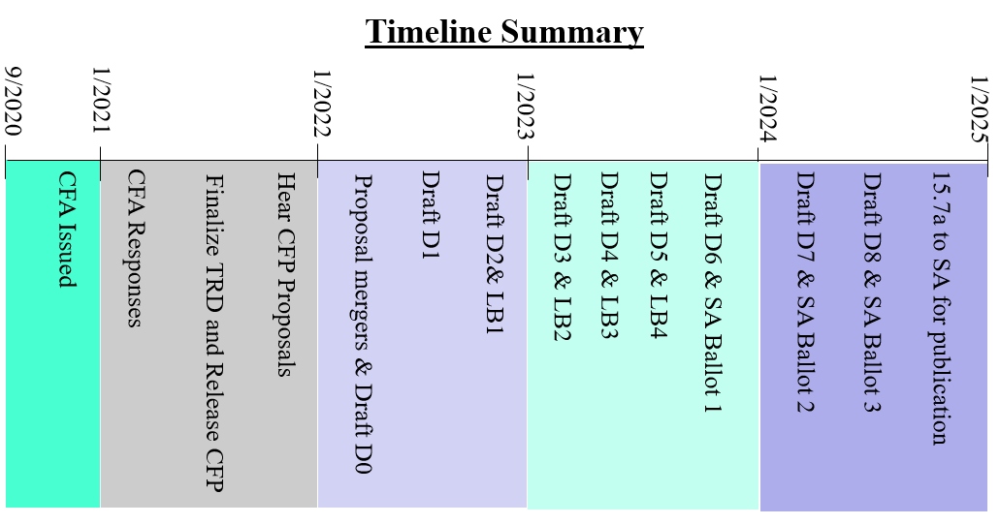 Timeline Summary
9/2020
1/2021
1/2022
1/2023
1/2024
1/2025
CFA Issued
CFA Responses
Finalize TRD and Release CFP
Hear CFP Proposals
Proposal mergers & Draft D0
Draft D1
Draft D2& LB1
Draft D3 & LB2
Draft D4 & LB3
Draft D5 & LB4
Draft D6 & SA Ballot 1
Draft D7 & SA Ballot 2
Draft D8 & SA Ballot 3
15.7a to SA for publication